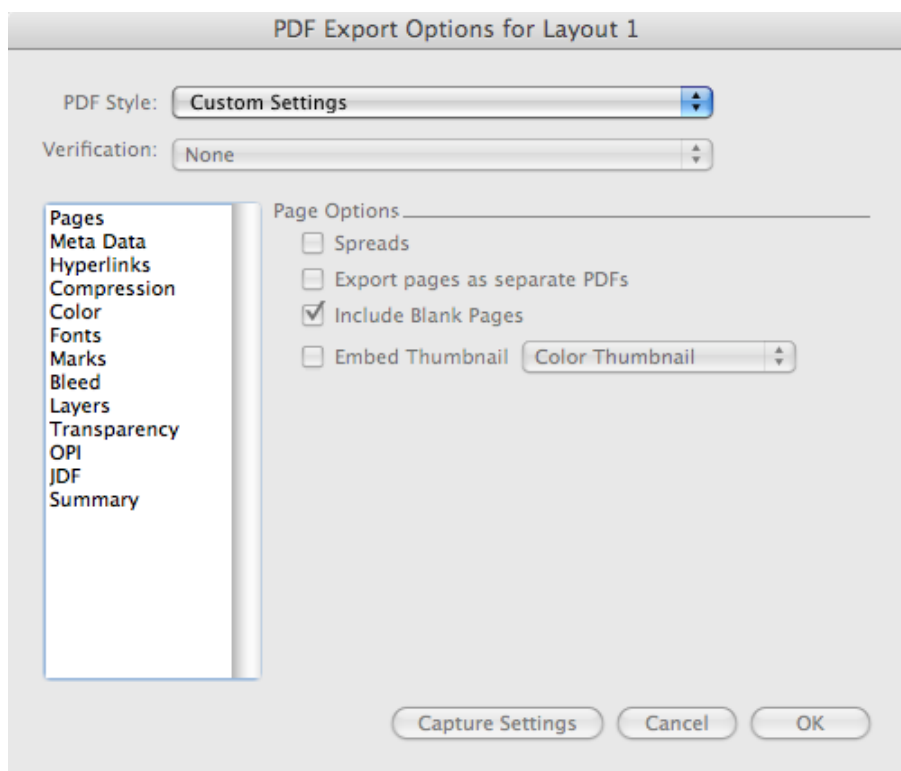 PDF Export Options for Layout 1
PDF Style: Custom Settings
Verification: None
Pages
Meta Data
Hyperlinks
Compression
Color
Fonts
Marks
Bleed
Layers
Transparency
OPI
JDF
Summary
Page Options
Spreads
Export pages as separate PDFs
Include Blank Pages
Embed Thumbnail Color Thumbnail
Capture Settings Cancel OK